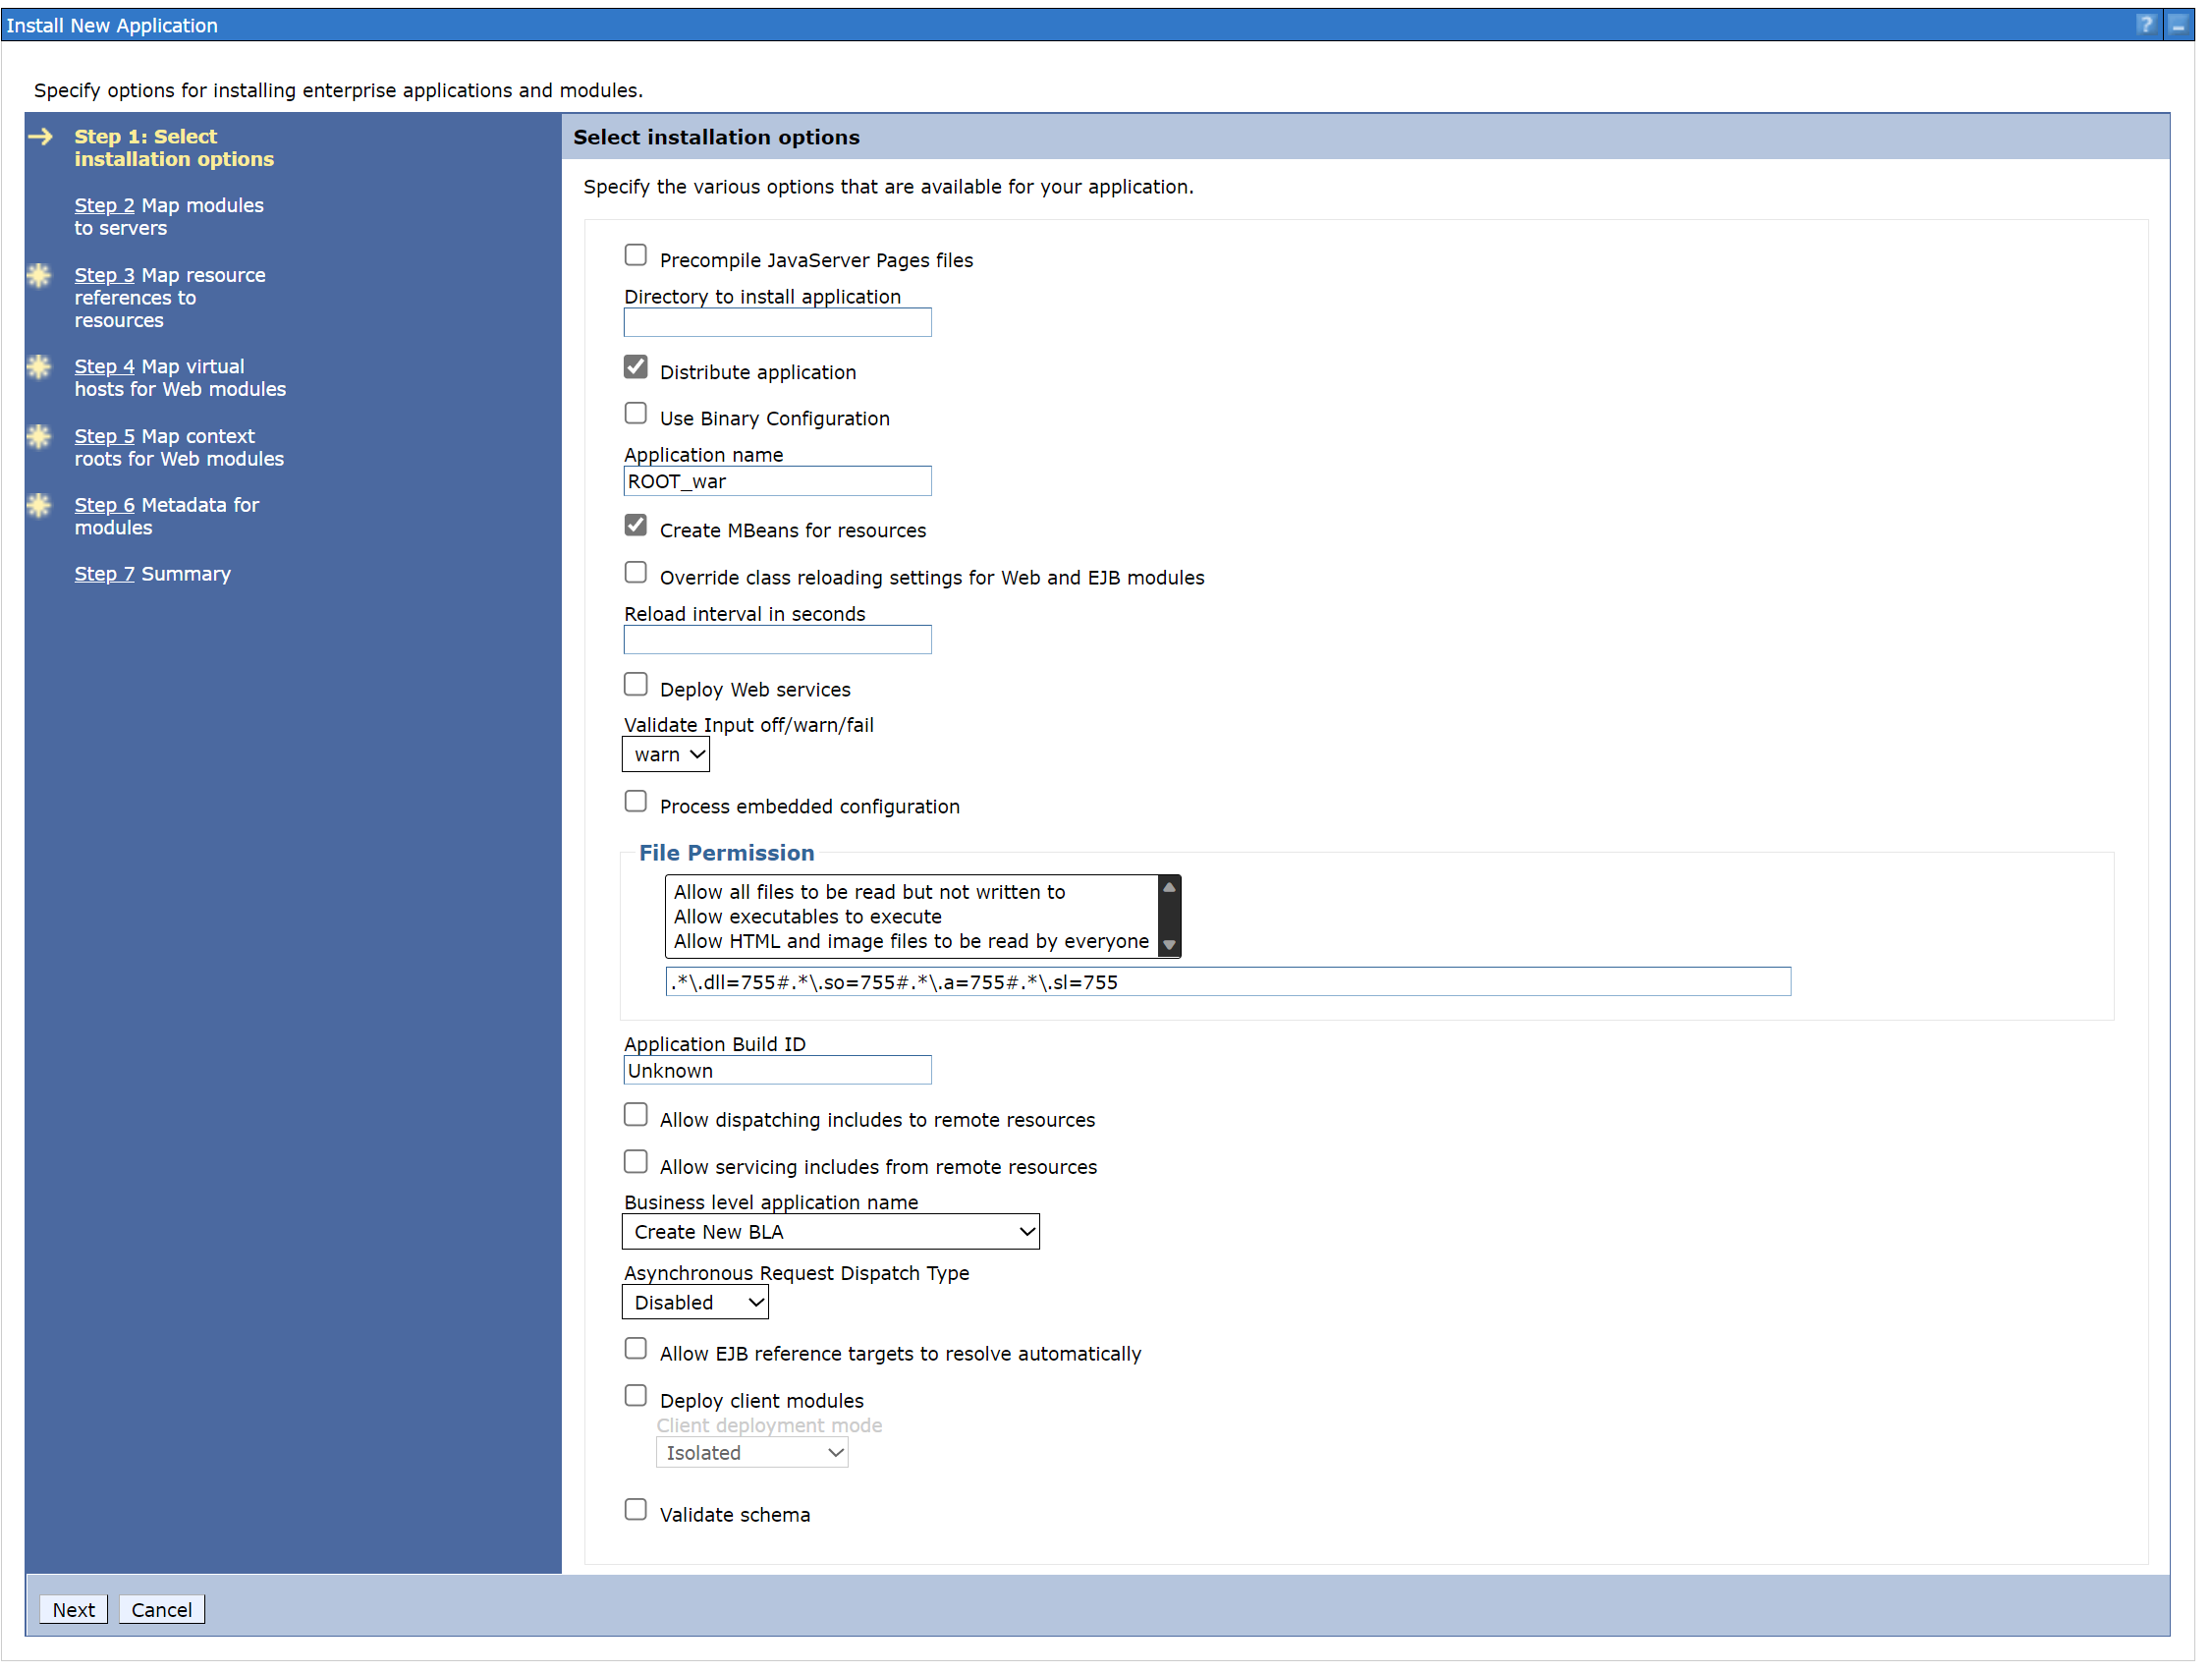 Install New Application
?
Specify options for installing enterprise applications and modules.
Step 1: Select
installation options
Step 2 Map modules
to servers
Step 3 Map resource
references to
resources
Step 4 Map virtual
hosts for Web modules
Step 5 Map context
roots for Web modules
Step 6 Metadata for
modules
Step 7 Summary
Select installation options
Specify the various options that are available for your application.
Precompile JavaServer Pages files
Directory to install application
Distribute application
Use Binary Configuration
Application name
ROOT_war
Create MBeans for resources
Override class reloading settings for Web and EJB modules
Reload interval in seconds
Deploy Web services
Validate Input off/warn/fail
warn
Process embedded configuration
File Permission
Allow all files to be read but not written to
Allow executables to execute
Allow HTML and image files to be read by everyone
.*\.dll=755#.*\.so=755#.*\.a=755#.*\.sl=755
Application Build ID
Unknown
Allow dispatching includes to remote resources
Allow servicing includes from remote resources
Business level application name
Create New BLA
Asynchronous Request Dispatch Type
Disabled
Allow EJB reference targets to resolve automatically
Deploy client modules
Client deployment mode
Isolated
Validate schema
Next Cancel